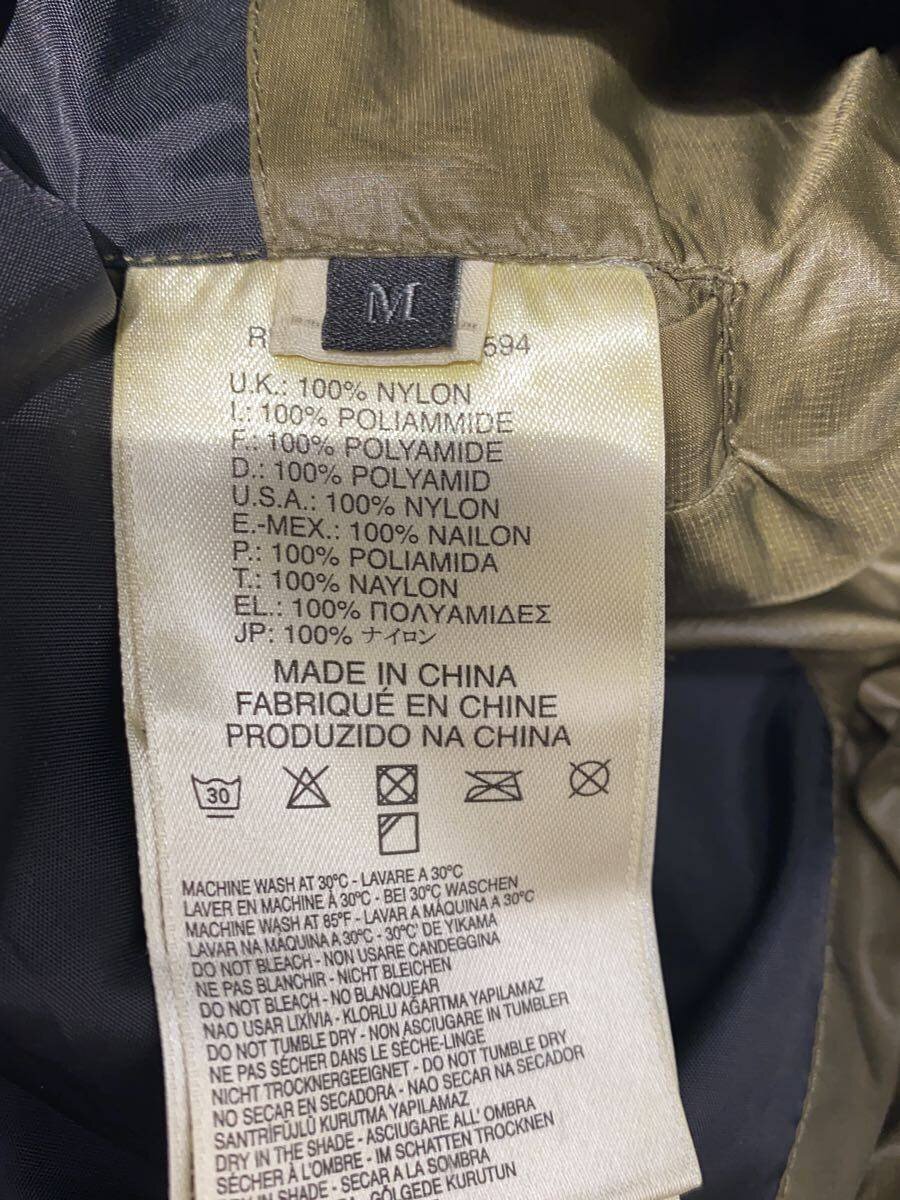 M
594
U.K.: 100% NYLON
I.: 100% POLIAMMIDE
F.: 100% POLYAMIDE
D.: 100% POLYAMID
U.S.A.: 100% NYLON
E.-MEX.: 100% NAILON
P.: 100% POLIAMIDA
T.: 100% NAYLON
EL.: 100% ΠΟΛΥΑΜΙΔΕΣ
JP: 100% ナイロン
MADE IN CHINA
FABRIQUÉ EN CHINE
PRODUZIDO NA CHINA
30
MACHINE WASH AT 30°C - LAVARE A 30°C
LAVER EN MACHINE À 30°C - BEI 30°C WASCHEN
MACHINE WASH AT 85°F - LAVAR A MÁQUINA A 30°C
LAVAR NA MAQUINA A 30°C - 30°C' DE YIKAMA
DO NOT BLEACH - NON USARE CANDEGGINA
NE PAS BLANCHIR - NICHT BLEICHEN
DO NOT BLEACH - NO BLANQUEAR
NAO USAR LIXÍVIA - KLORLU AĞARTMA YAPILAMAZ
DO NOT TUMBLE DRY - NON ASCIUGARE IN TUMBLER
NE PAS SÉCHER DANS LE SÈCHE-LINGE
NICHT TROCKNERGEEIGNET - DO NOT TUMBLE DRY
NO SECAR EN SECADORA - NAO SECAR NA SECADOR
SANTRİFÜJLÜ KURUTMA YAPILAMAZ
DRY IN THE SHADE - ASCIUGARE ALL' OMBRA
SÉCHER À L'OMBRE - IM SCHATTEN TROCKNEN
IN SHADE - SECAR A LA SOMBRA
GÖLGEDE KURUTUN